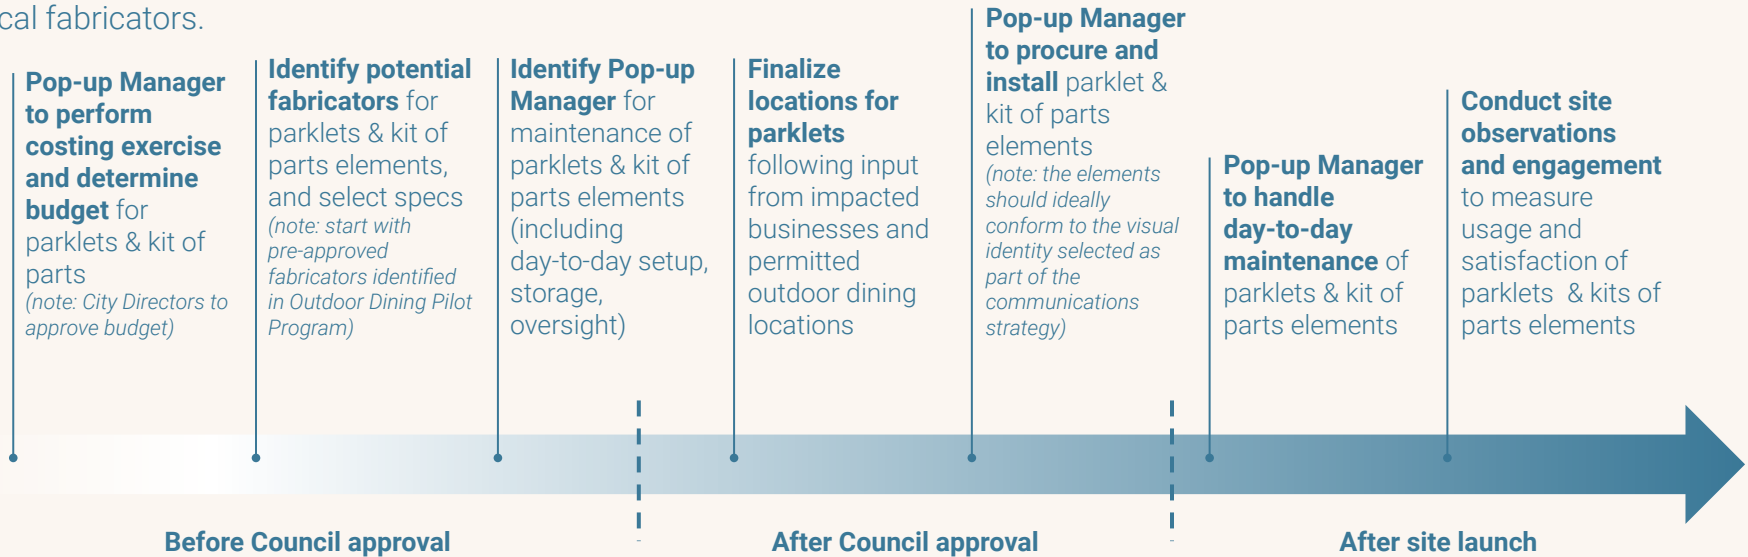 cal fabricators.
Pop-up Manager
to perform
costing exercise
and determine
budget for
parklets & kit of
parts
(note: City Directors to
approve budget)
Identify potential
fabricators for
parklets & kit of
parts elements,
and select specs
(note: start with
pre-approved
fabricators identified
in Outdoor Dining Pilot
Program)
Identify Pop-up
Manager for
maintenance of
parklets & kit of
parts elements
(including
day-to-day setup,
storage,
oversight)
Finalize
locations for
parklets
following input
from impacted
businesses and
permitted
outdoor dining
locations
Pop-up Manager
to procure and
install parklet &
kit of parts
elements
(note: the elements
should ideally
conform to the visual
identity selected as
part of the
communications
strategy)
Pop-up Manager
to handle
day-to-day
maintenance of
parklets & kit of
parts elements
Conduct site
observations
and engagement
to measure
usage and
satisfaction of
parklets & kits of
parts elements
Before Council approval
After Council approval
After site launch